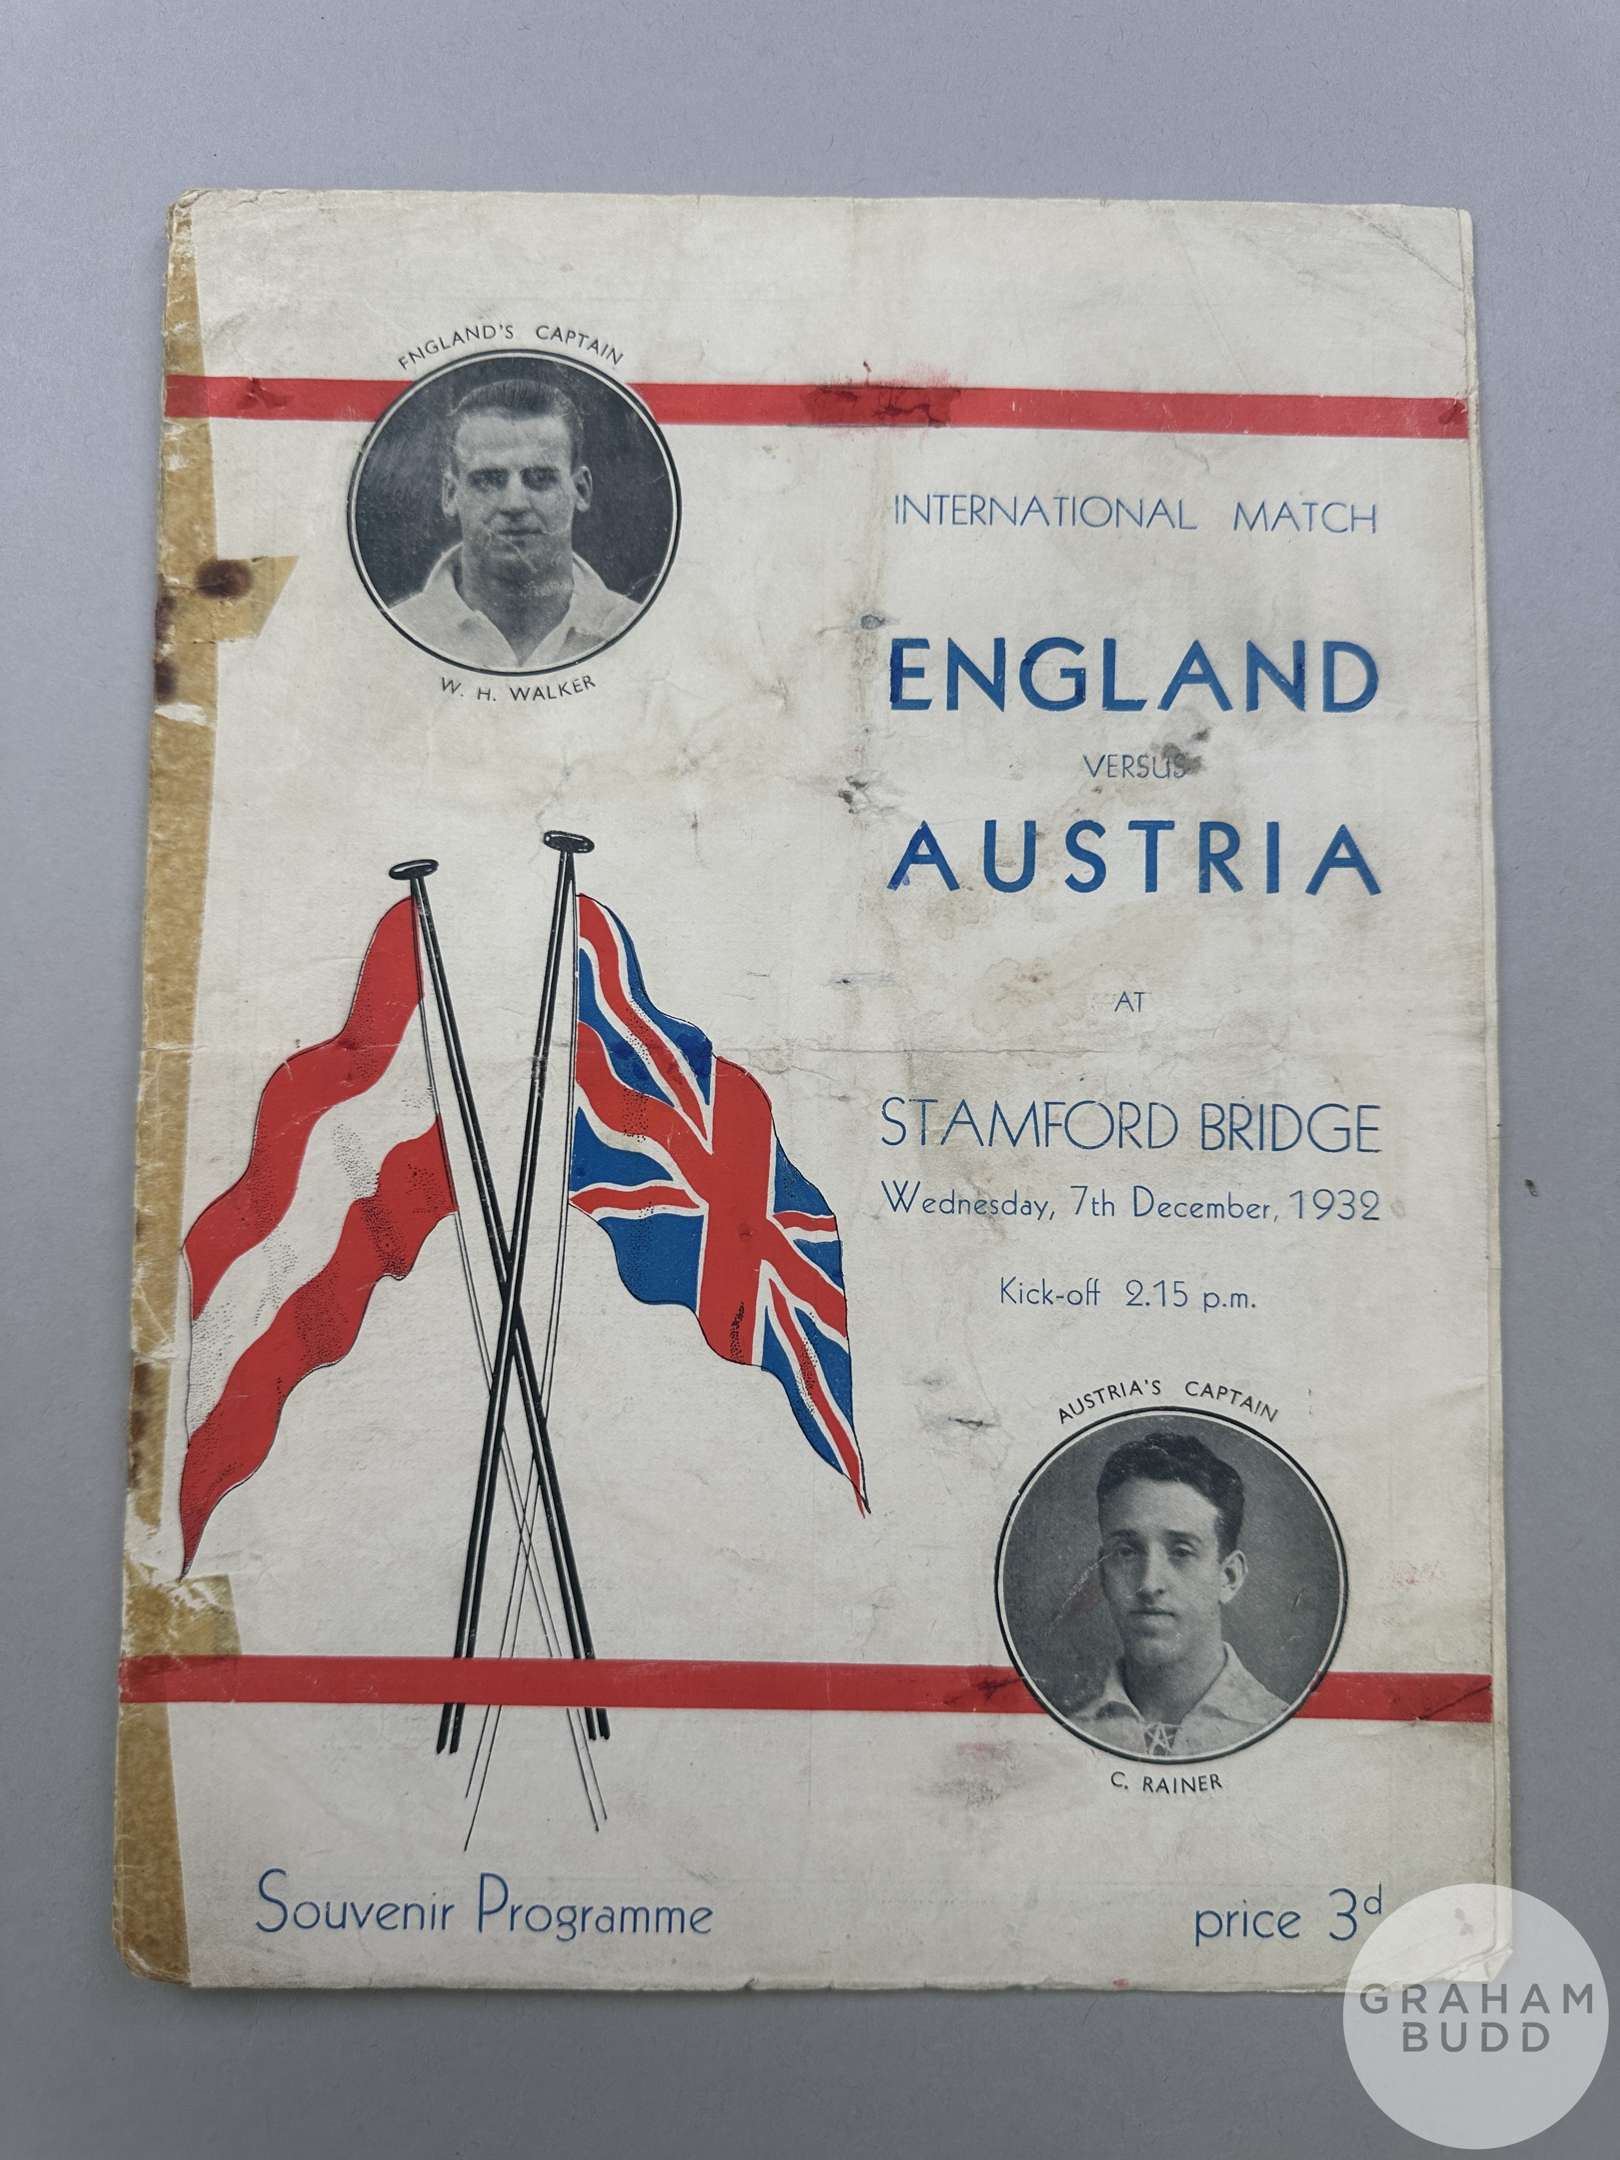 ENGLAND'S CAPTAIN
W. H. WALKER
INTERNATIONAL MATCH
ENGLAND
VERSUS
AUSTRIA
AT
STAMFORD BRIDGE
Wednesday, 7th December, 1932
Kick-off 2.15 p.m.
AUSTRIA'S CAPTAIN
C. RAINER
Souvenir Programme
price 3d
GRAHAM
BUDD